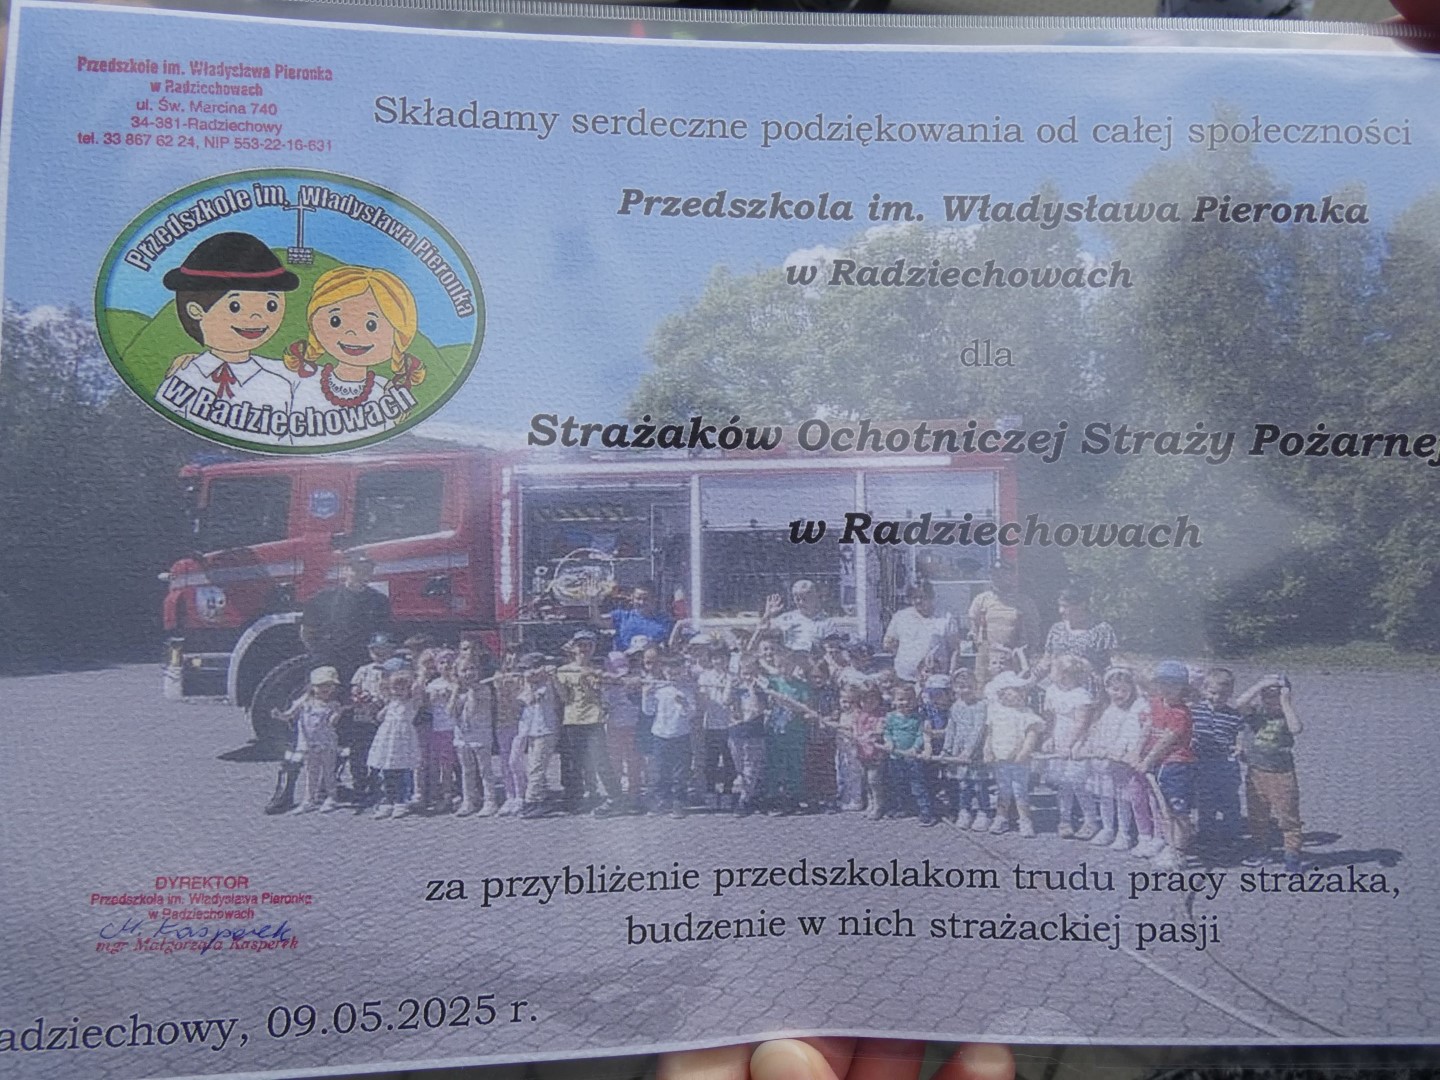 Przedszkole im. Władysława Pieronka
w Radziechowach
ul. Św. Marcina 740
34-381-Radziechowy
tel. 33 867 62 24, NIP 553-22-16-631
Składamy serdeczne podziękowania od całej społeczności
Przedszkola im. Władysława Pieronka
w Radziechowach
dla
Strażaków Ochotniczej Straży Pożarnej
w Radziechowach
Przedszkole im. Władysława Pieronka
w Radziechowach
za przybliżenie przedszkolakom trudu pracy strażaka,
budzenie w nich strażackiej pasji
DYREKTOR
Przedszkola im. Władysława Pieronka
w Radziechowach
M. Kasperek
mgr Małgorzata Kasperek
adziechowy, 09.05.2025 r.